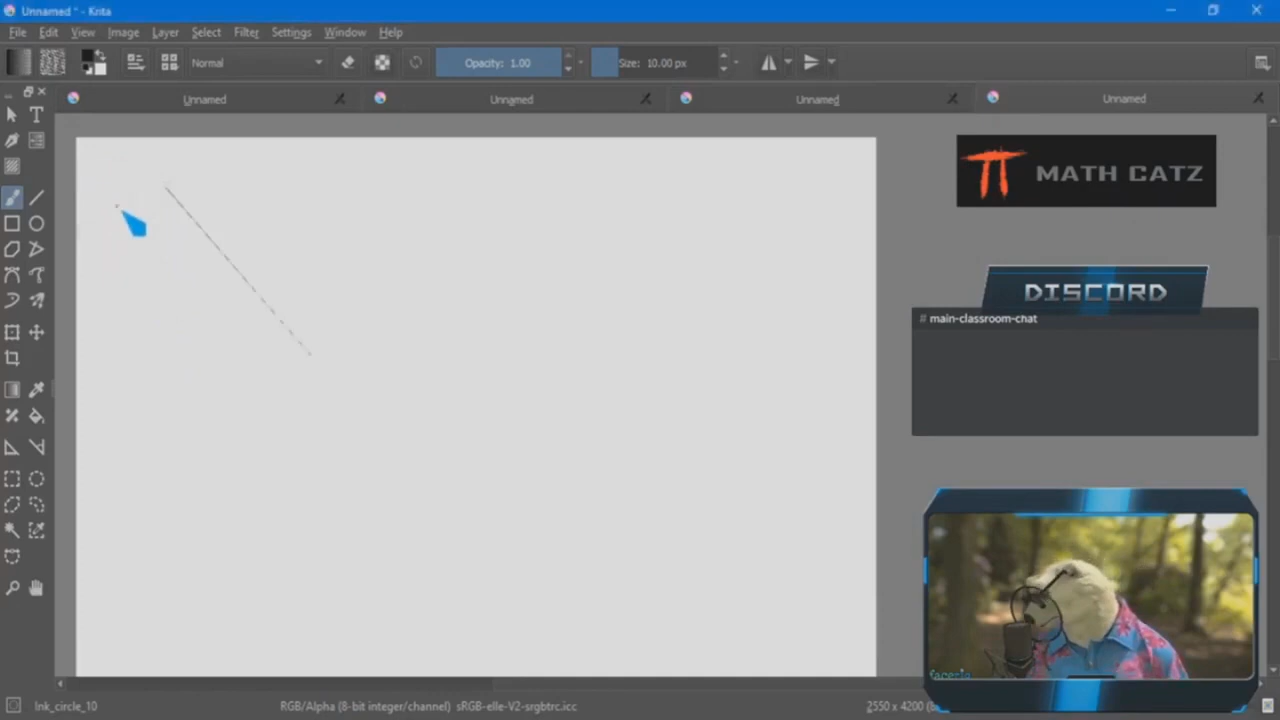 Unnamed * - Krita
File Edit View Image Layer Select Filter Settings Window Help
Normal Opacity: 1.00 Size: 10.00 px
Unnamed Unnamed Unnamed Unnamed
MATH CATZ
DISCORD
# main-classroom-chat
facerig
Ink_circle_10 RGB/Alpha (8-bit integer/channel) sRGB-elle-V2-srgbtrc.icc 2550 x 4200